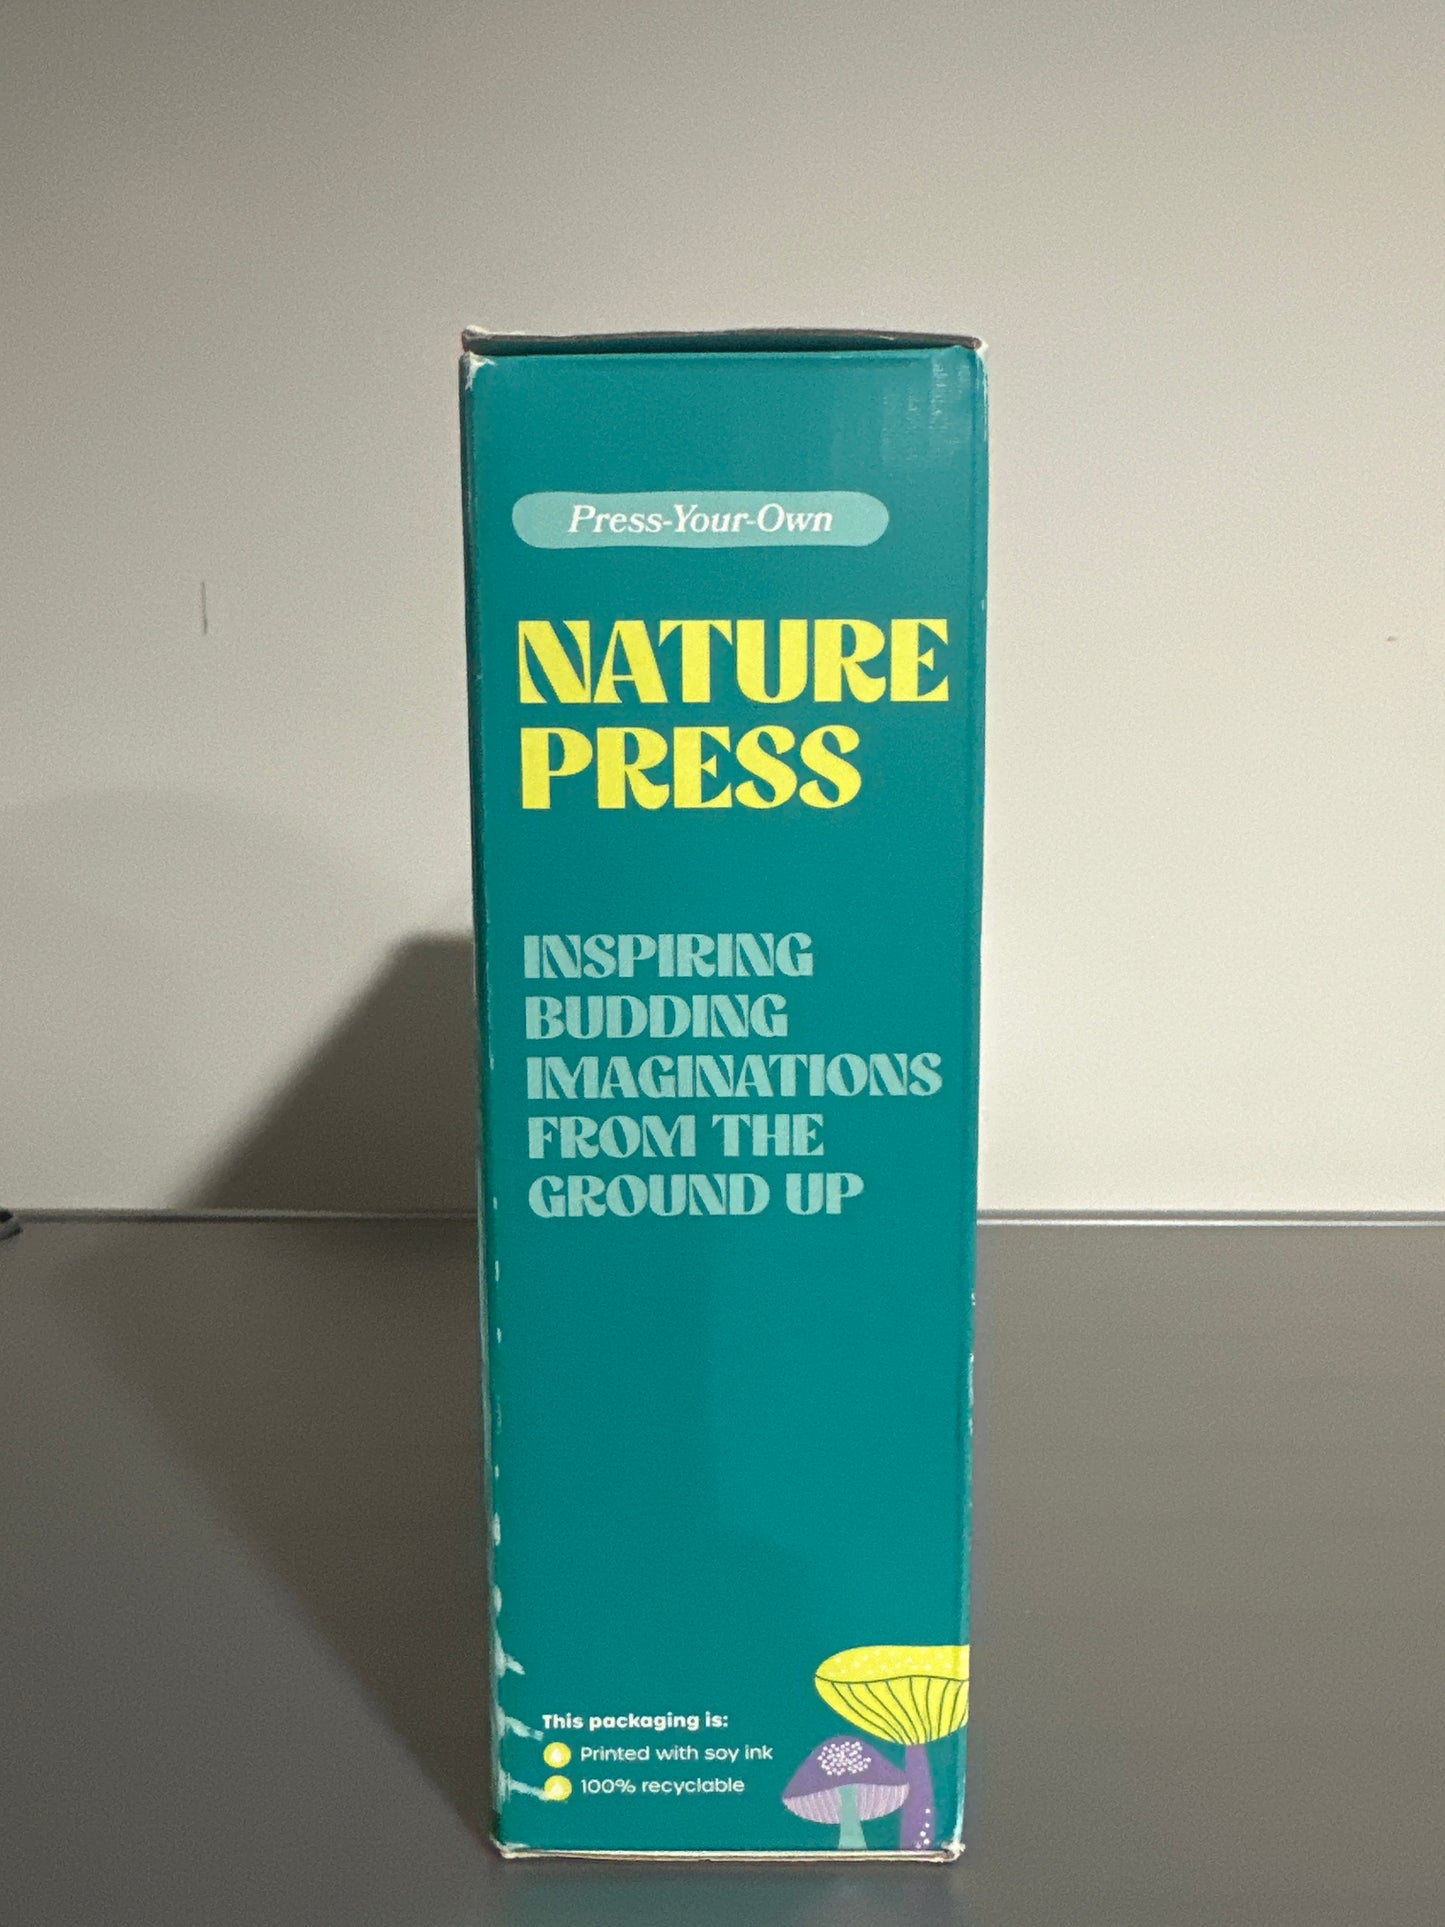 Press-Your-Own
NATURE
PRESS
INSPIRING
BUDDING
IMAGINATIONS
FROM THE
GROUND UP
This packaging is:
Printed with soy ink
100% recyclable